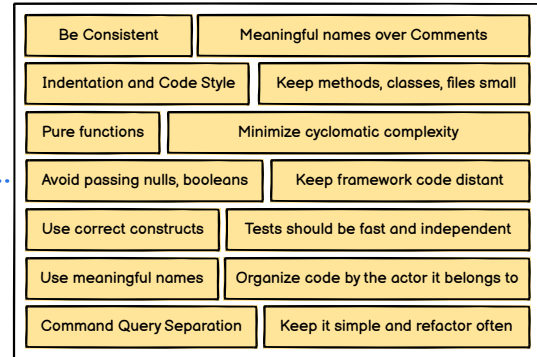 Be Consistent
Meaningful names over Comments
Indentation and Code Style
Keep methods, classes, files small
Pure functions
Minimize cyclomatic complexity
Avoid passing nulls, booleans
Keep framework code distant
Use correct constructs
Tests should be fast and independent
Use meaningful names
Organize code by the actor it belongs to
Command Query Separation
Keep it simple and refactor often